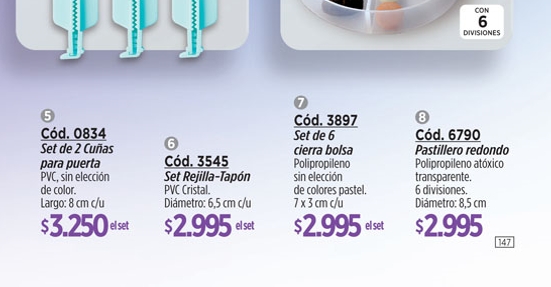 CON
6
DIVISIONES
5
Cód. 0834
Set de 2 Cuñas
para puerta
PVC, sin elección
de color.
Largo: 8 cm c/u
$3.250 el set
6
Cód. 3545
Set Rejilla-Tapón
PVC Cristal.
Diámetro: 6,5 cm c/u
$2.995 el set
7
Cód. 3897
Set de 6
cierra bolsa
Polipropileno
sin elección
de colores pastel.
7 x 3 cm c/u
$2.995 el set
8
Cód. 6790
Pastillero redondo
Polipropileno atóxico
transparente.
6 divisiones.
Diámetro: 8,5 cm
$2.995
147